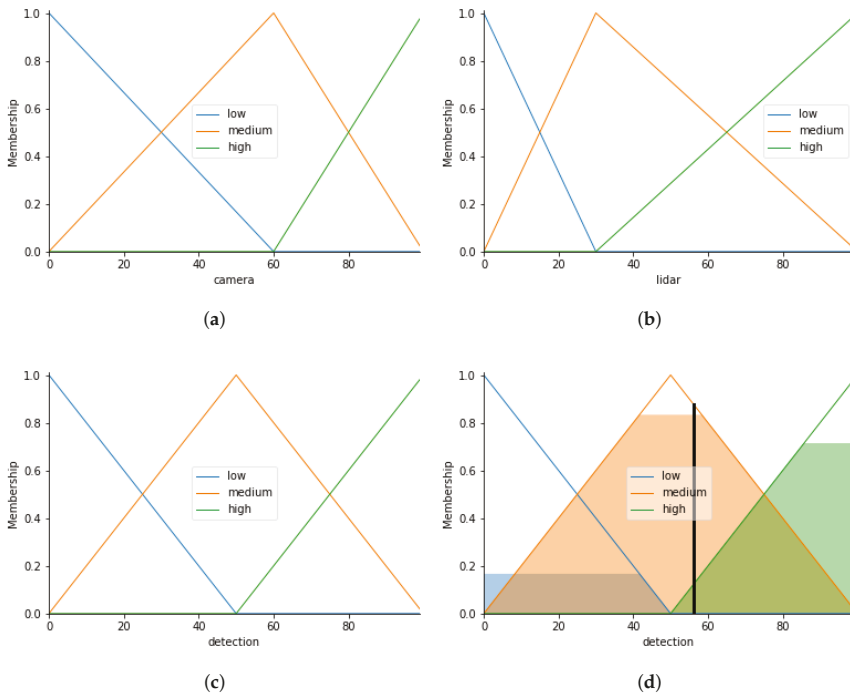 1.0
0.8
0.6
0.4
0.2
0.0
Membership
0 20 40 60 80
camera
low
medium
high
(a)
1.0
0.8
0.6
0.4
0.2
0.0
Membership
0 20 40 60 80
lidar
low
medium
high
(b)
1.0
0.8
0.6
0.4
0.2
0.0
Membership
0 20 40 60 80
detection
low
medium
high
(c)
1.0
0.8
0.6
0.4
0.2
0.0
Membership
0 20 40 60 80
detection
low
medium
high
(d)